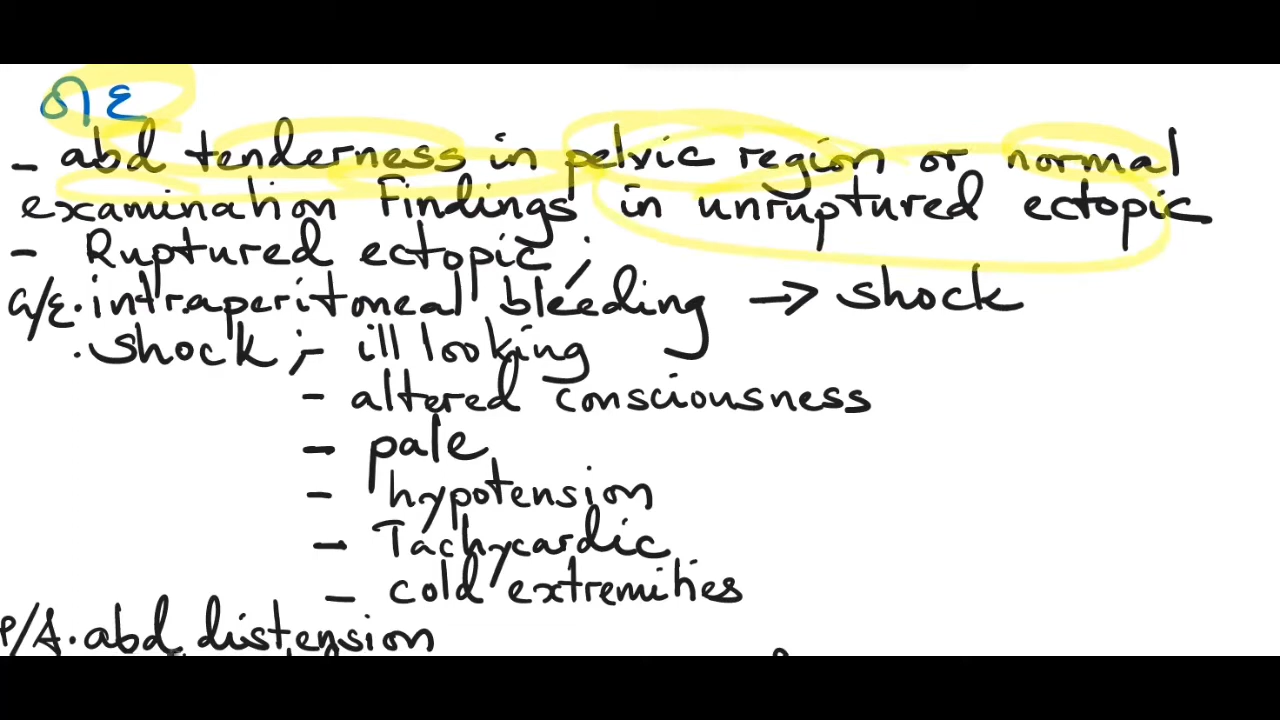 O/E
- abd tenderness in pelvic region or normal
examination Findings in unruptured ectopic
- Ruptured ectopic ;
G/E. intraperitoneal bleeding → shock
. shock ;- ill looking
- altered consciousness
- pale
- hypotension
- Tachycardic
- cold extremities
P/A. abd distension